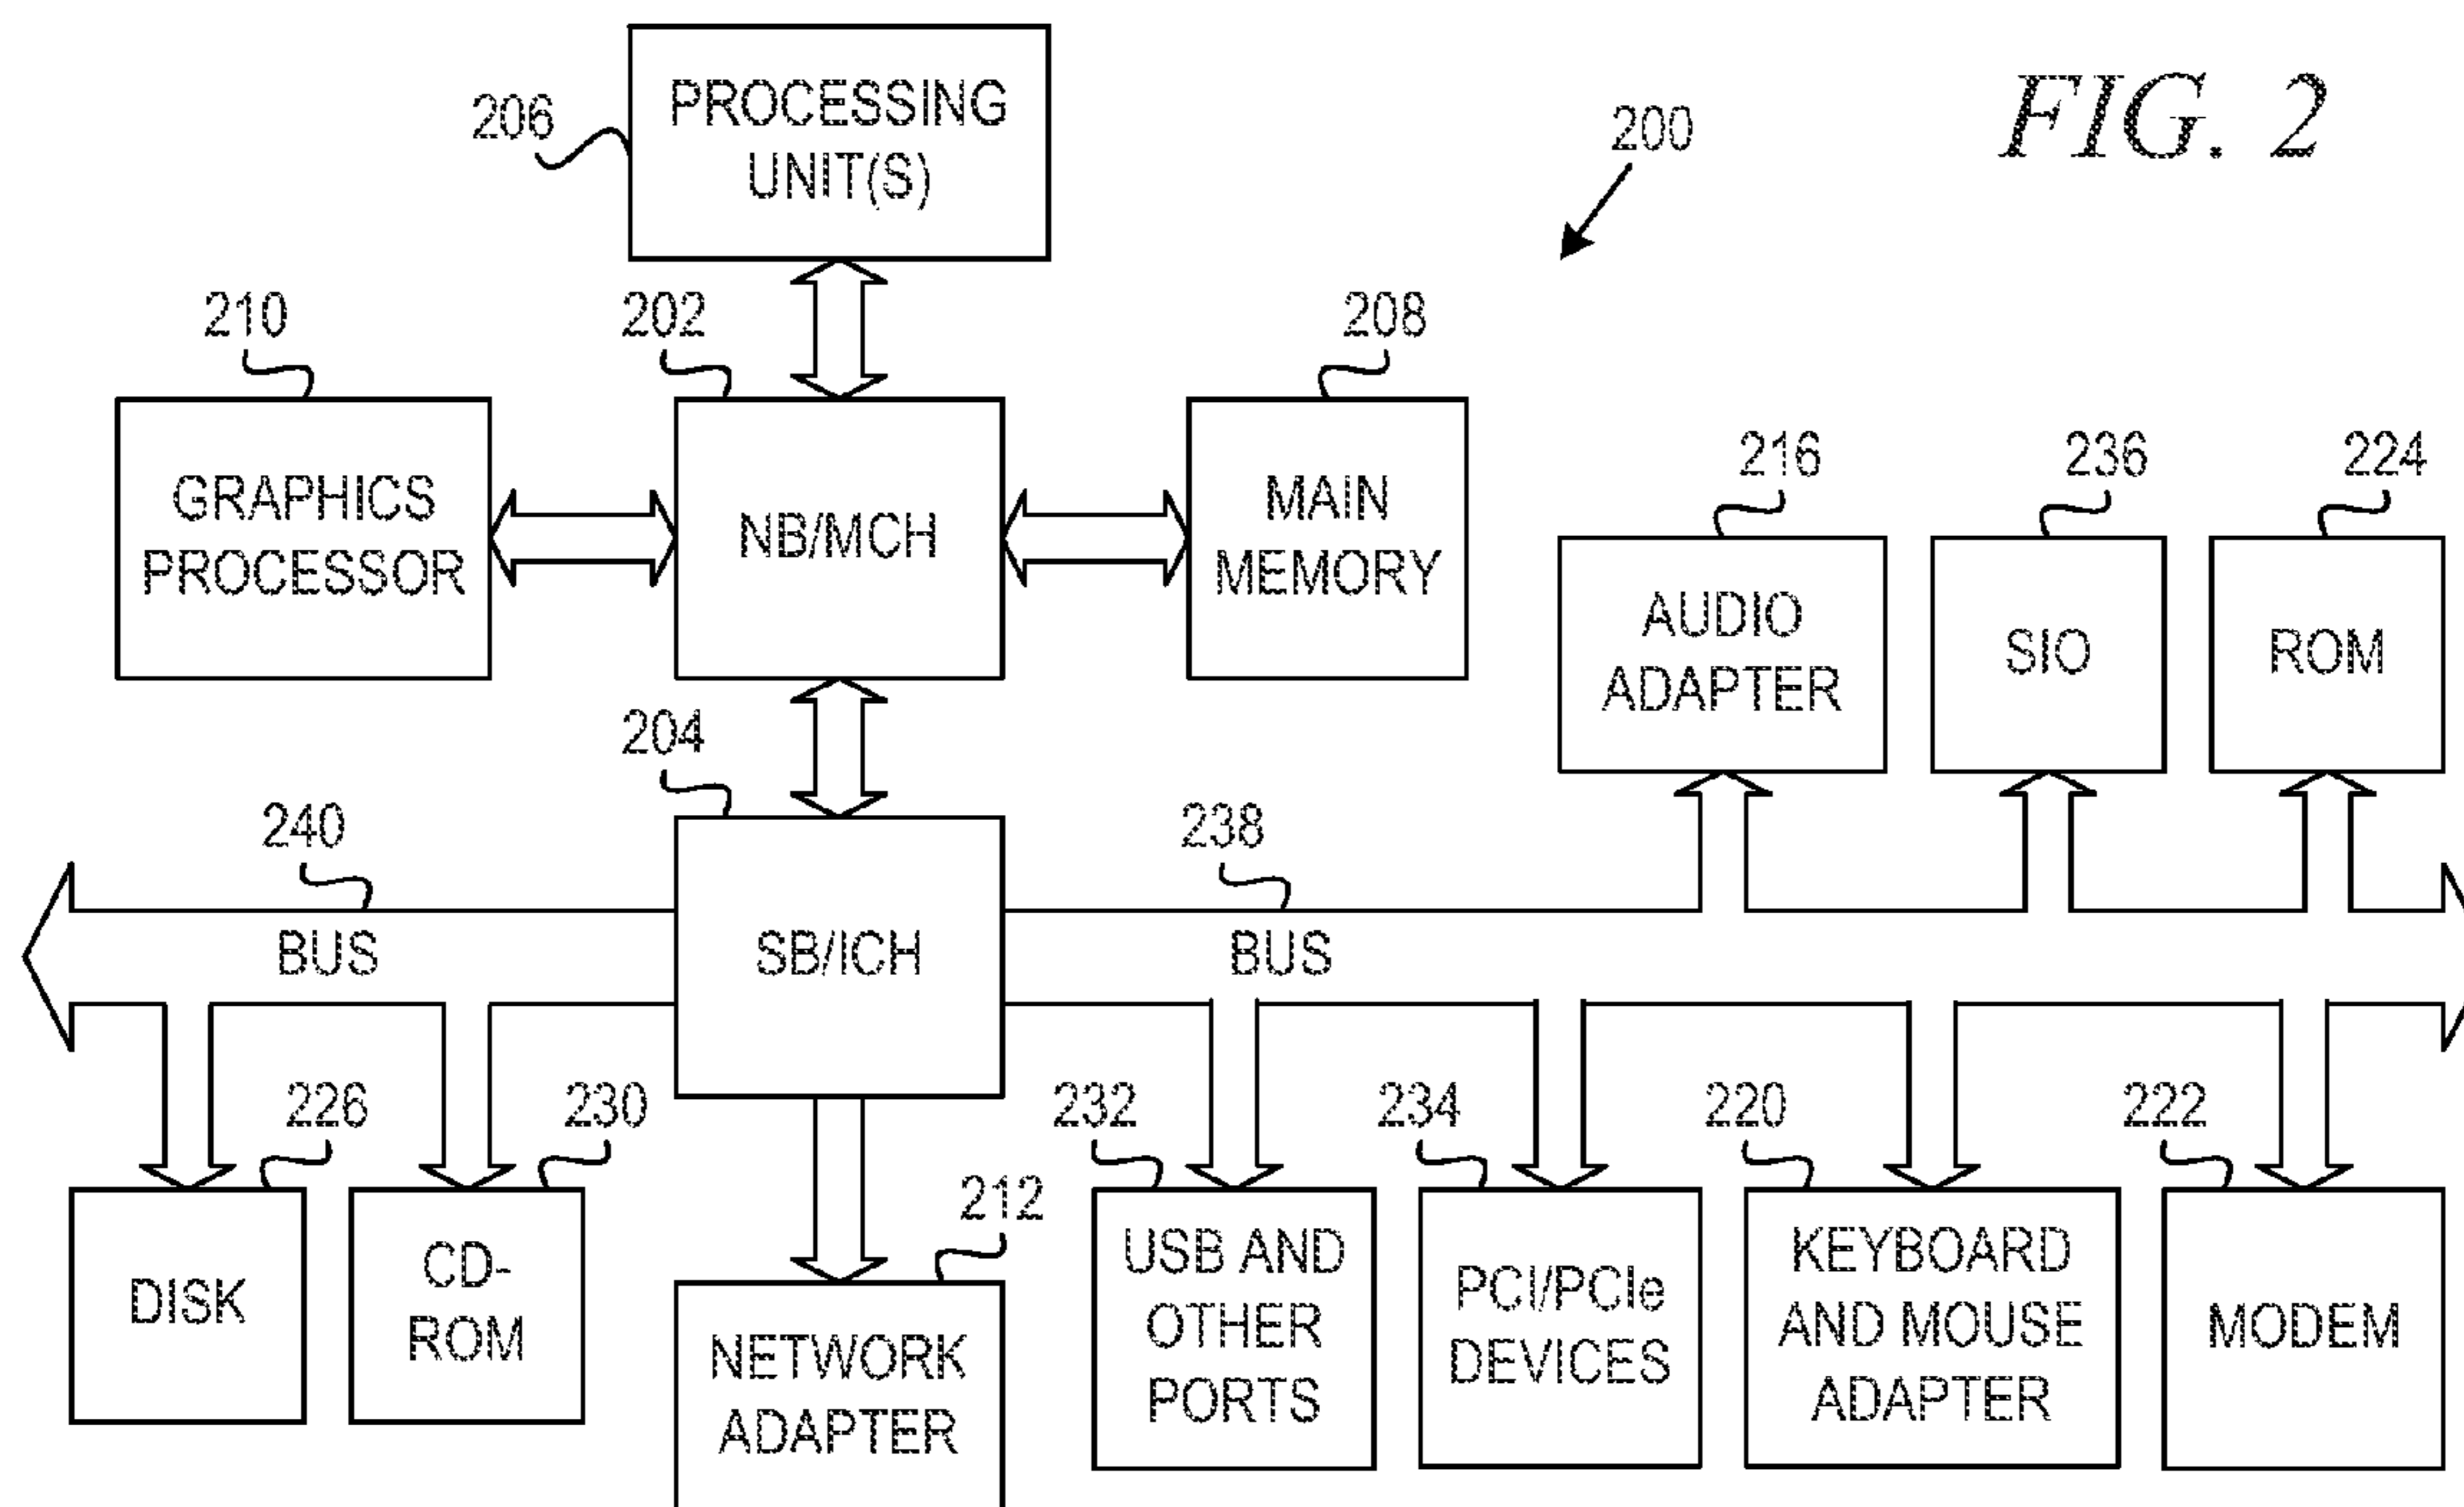 FIG. 2
206
PROCESSING
UNIT(S)
200
210
202
208
GRAPHICS
PROCESSOR
NB/MCH
MAIN
MEMORY
216
236
224
AUDIO
ADAPTER
SIO
ROM
204
240
238
BUS
SB/ICH
BUS
226
230
212
232
234
220
222
DISK
CD-
ROM
NETWORK
ADAPTER
USB AND
OTHER
PORTS
PCI/PCIe
DEVICES
KEYBOARD
AND MOUSE
ADAPTER
MODEM